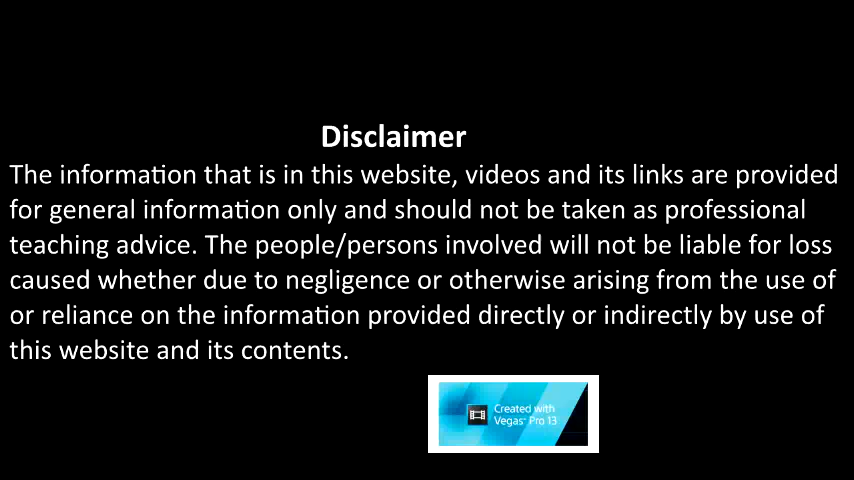 Disclaimer
The information that is in this website, videos and its links are provided
for general information only and should not be taken as professional
teaching advice. The people/persons involved will not be liable for loss
caused whether due to negligence or otherwise arising from the use of
or reliance on the information provided directly or indirectly by use of
this website and its contents.
Created with
Vegas™ Pro 13